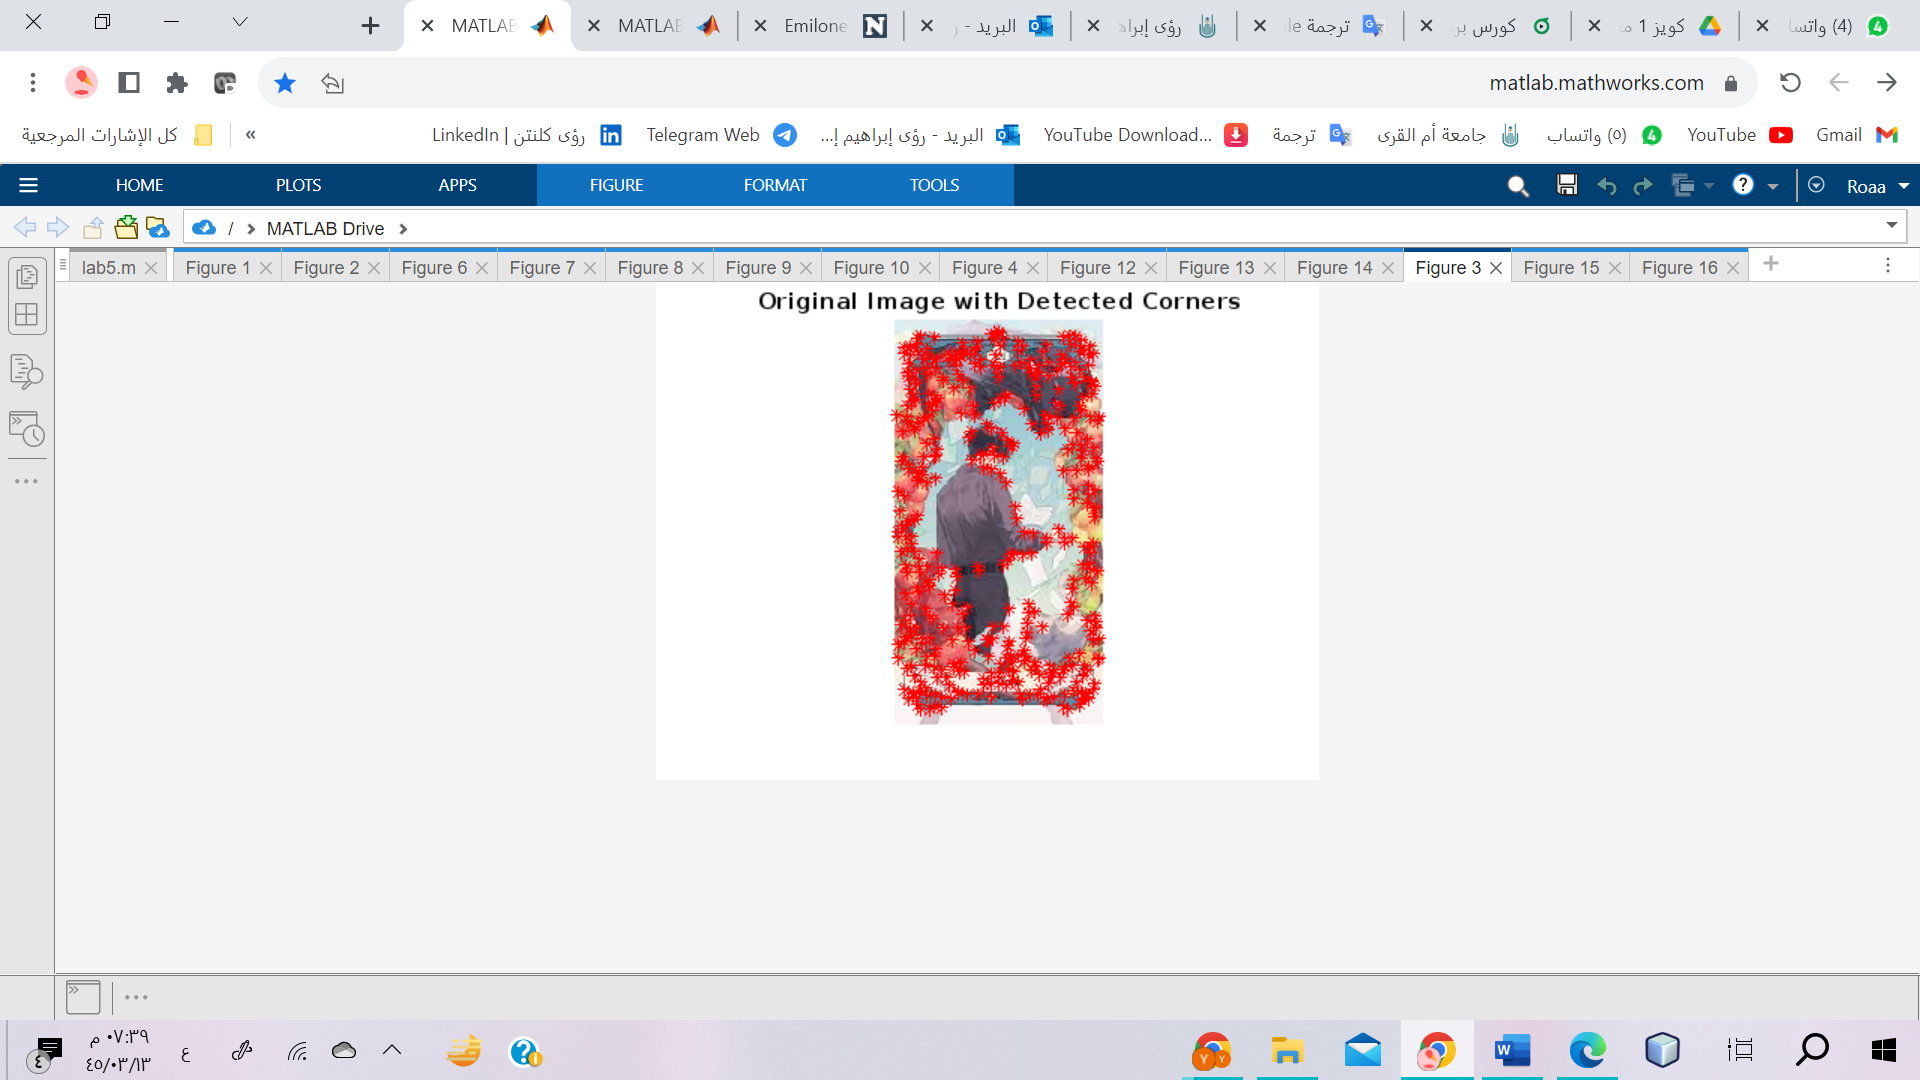 MATLAB
MATLAB
Emilone
البريد - ر
رؤى إبراه
ترجمة
كورس بر
كويز 1 م
(4) واتسا
matlab.mathworks.com
كل الإشارات المرجعية
»
رؤى كلنتن | LinkedIn
Telegram Web
البريد - رؤى إبراهيم إ...
YouTube Download...
ترجمة
جامعة أم القرى
(٥) واتساب
YouTube
Gmail
HOME
PLOTS
APPS
FIGURE
FORMAT
TOOLS
Roaa
/ MATLAB Drive
lab5.m
Figure 1
Figure 2
Figure 6
Figure 7
Figure 8
Figure 9
Figure 10
Figure 4
Figure 12
Figure 13
Figure 14
Figure 3
Figure 15
Figure 16
Original Image with Detected Corners
٠٧:٣٩ م
٤٥/٠٣/١٣
ع
٤